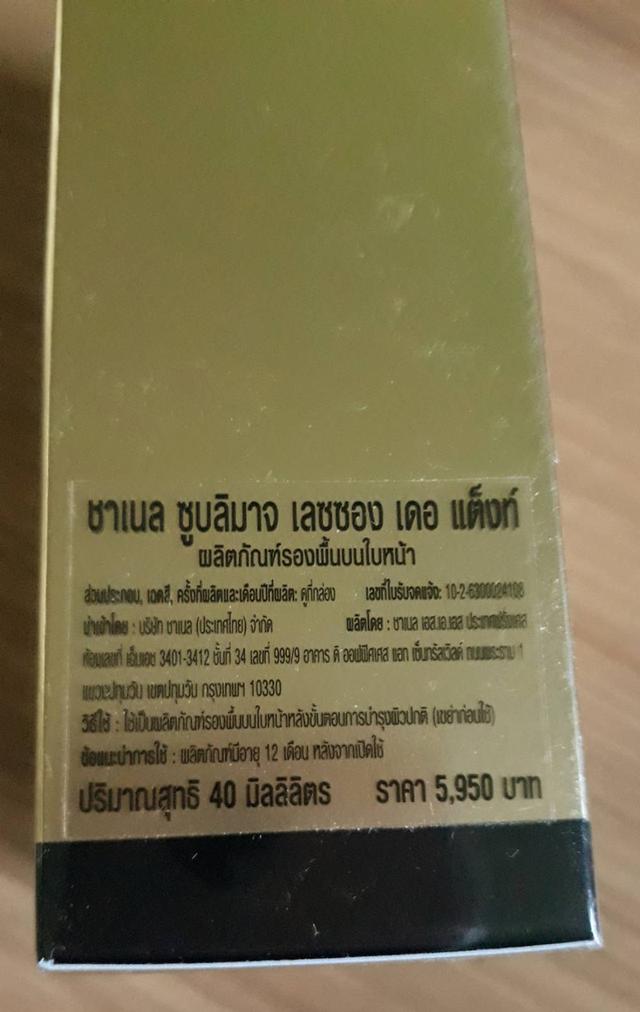 ชาเนล ซูบลิมาจ เลซซอง เดอ แต็งท์
ผลิตภัณฑ์รองพื้นบนใบหน้า
ส่วนประกอบ, เฉดสี, ครั้งที่ผลิตและเดือนปีที่ผลิต: ดูที่กล่อง เลขที่ใบรับจดแจ้ง: 10-2-6300024108
นำเข้าโดย : บริษัท ชาเนล (ประเทศไทย) จำกัด ผลิตโดย : ชาเนล เอส.เอ.เอส ประเทศฝรั่งเศส
ห้องเลขที่ เอ็มเอช 3401-3412 ชั้นที่ 34 เลขที่ 999/9 อาคาร ดิ ออฟฟิศเศส แอท เซ็นทรัลเวิลด์ ถนนพระราม 1
แขวงปทุมวัน เขตปทุมวัน กรุงเทพฯ 10330
วิธีใช้ : ใช้เป็นผลิตภัณฑ์รองพื้นบนใบหน้าหลังขั้นตอนการบำรุงผิวปกติ (เขย่าก่อนใช้)
ข้อแนะนำการใช้ : ผลิตภัณฑ์มีอายุ 12 เดือน หลังจากเปิดใช้
ปริมาณสุทธิ 40 มิลลิลิตร ราคา 5,950 บาท